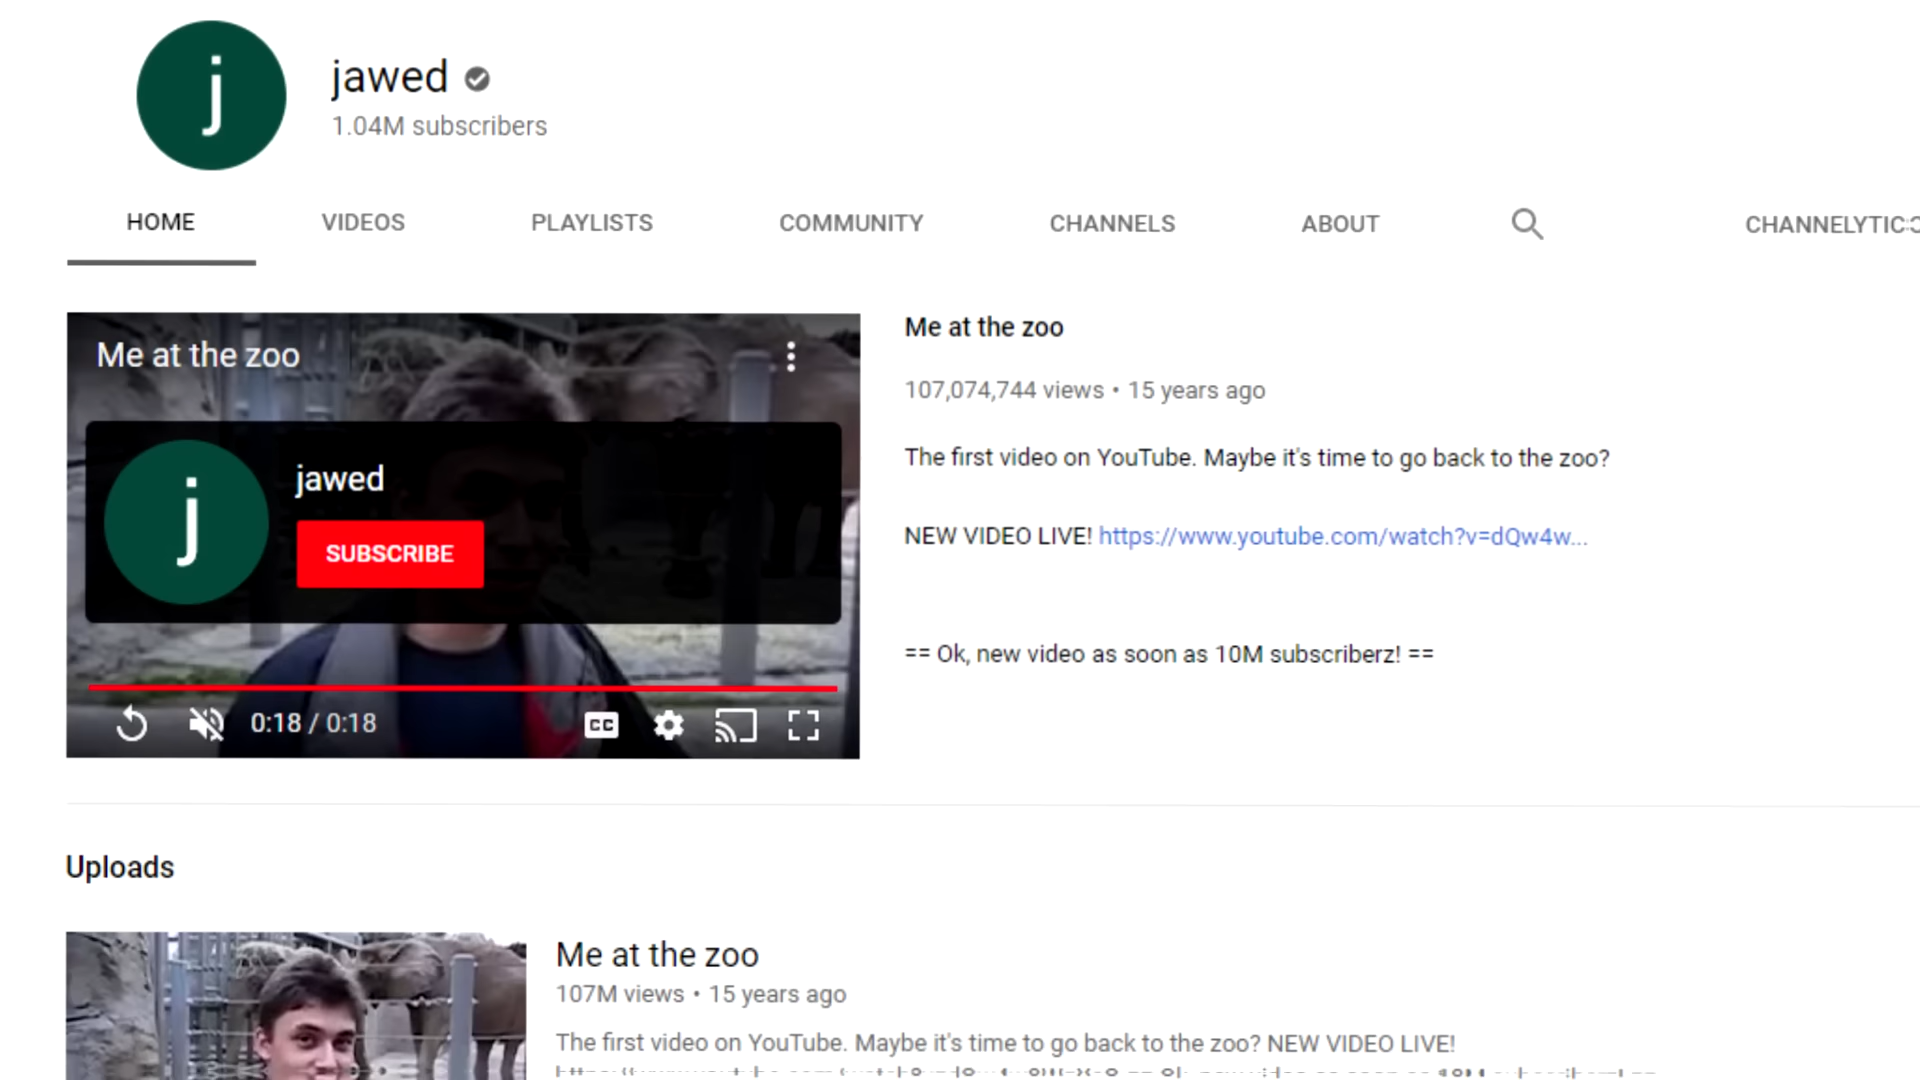 j
jawed
1.04M subscribers
HOME VIDEOS PLAYLISTS COMMUNITY CHANNELS ABOUT
Me at the zoo
j
jawed
SUBSCRIBE
0:18 / 0:18
CC
Me at the zoo
107,074,744 views • 15 years ago
The first video on YouTube. Maybe it's time to go back to the zoo?
NEW VIDEO LIVE! https://www.youtube.com/watch?v=dQw4w...
== Ok, new video as soon as 10M subscriberz! ==
Uploads
Me at the zoo
107M views • 15 years ago
The first video on YouTube. Maybe it's time to go back to the zoo? NEW VIDEO LIVE!